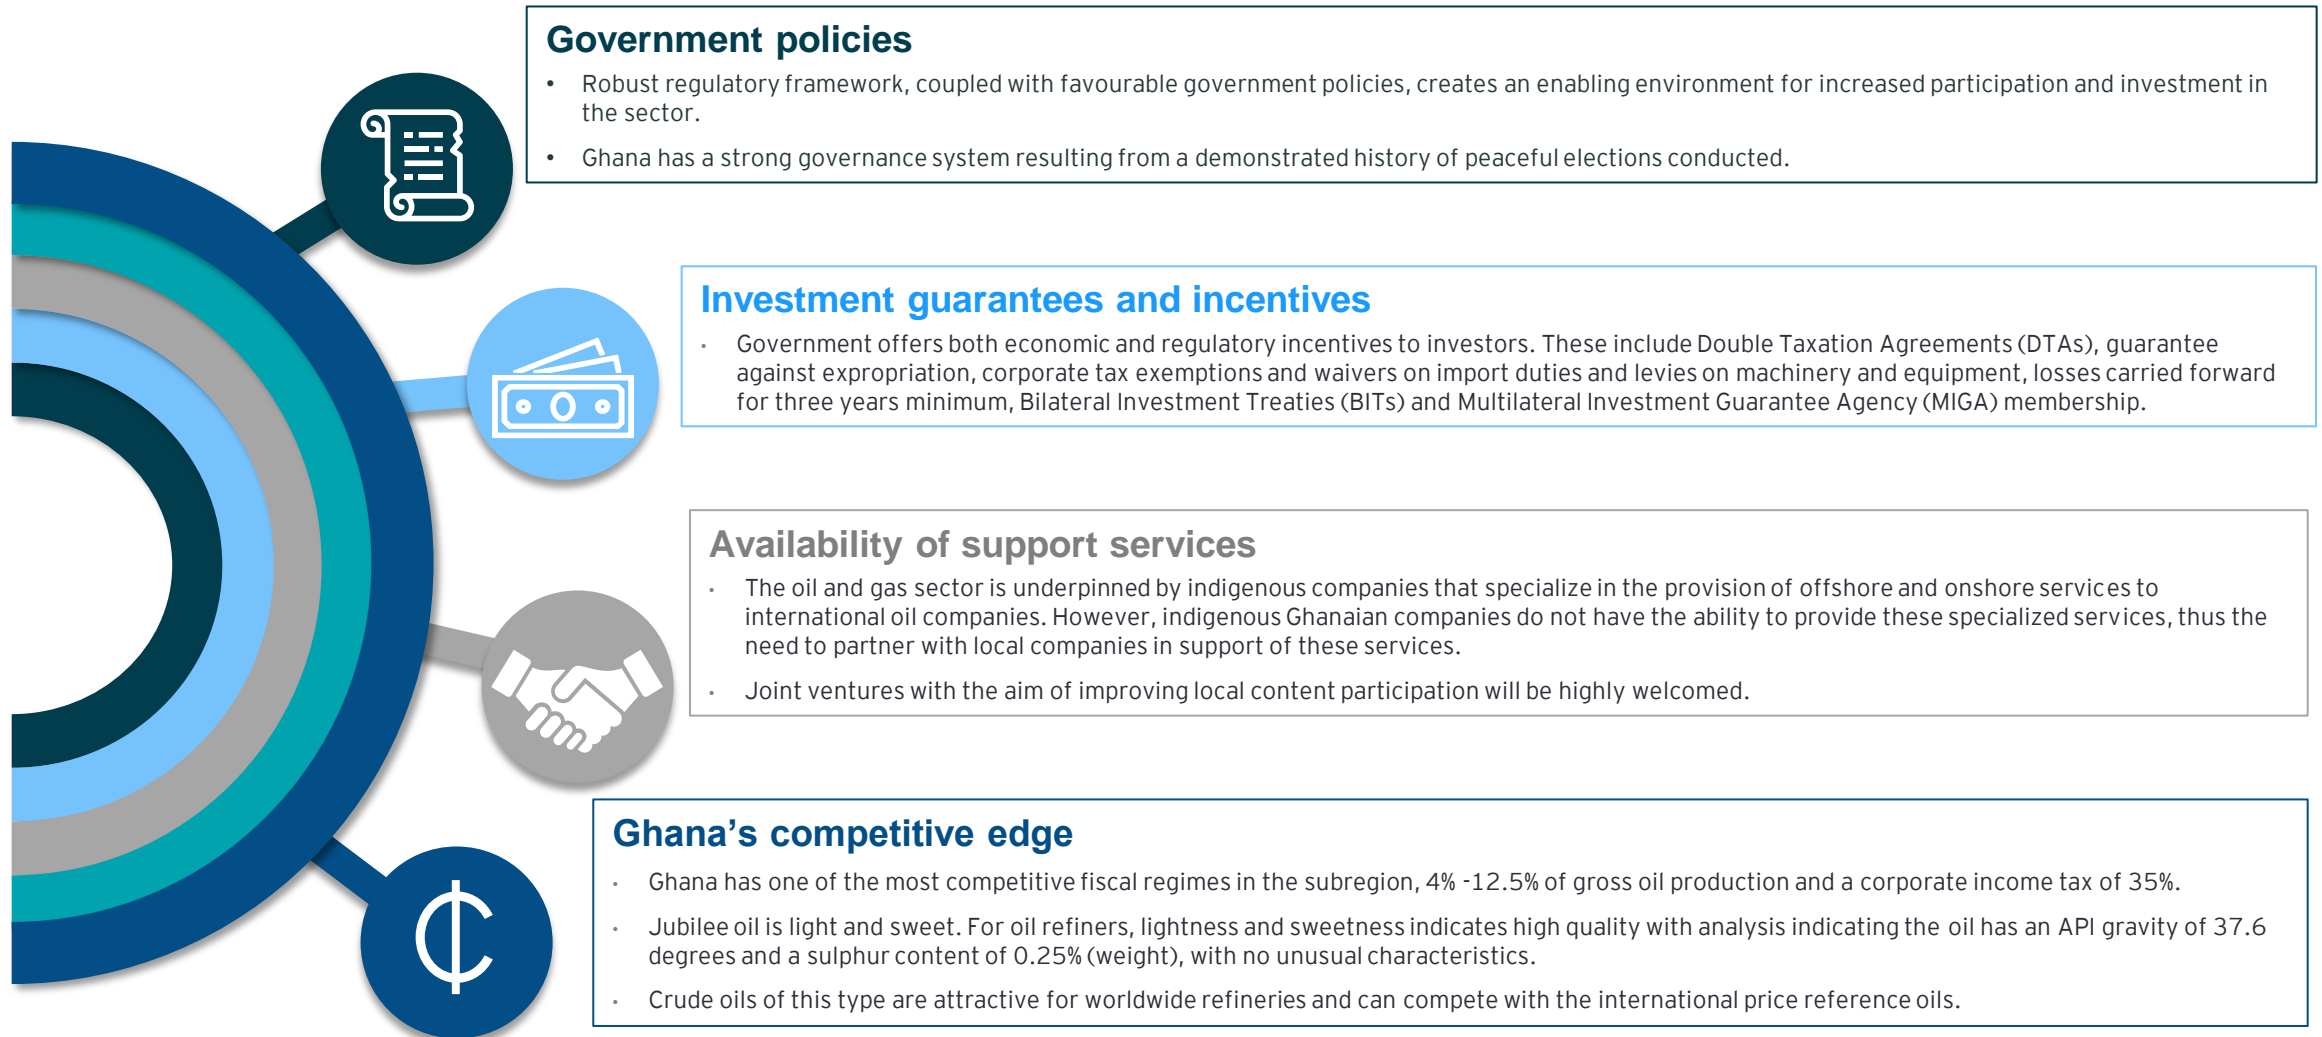 Government policies
• Robust regulatory framework, coupled with favourable government policies, creates an enabling environment for increased participation and investment in
the sector.
• Ghana has a strong governance system resulting from a demonstrated history of peaceful elections conducted.
Investment guarantees and incentives
• Government offers both economic and regulatory incentives to investors. These include Double Taxation Agreements (DTAs), guarantee
against expropriation, corporate tax exemptions and waivers on import duties and levies on machinery and equipment, losses carried forward
for three years minimum, Bilateral Investment Treaties (BITs) and Multilateral Investment Guarantee Agency (MIGA) membership.
Availability of support services
• The oil and gas sector is underpinned by indigenous companies that specialize in the provision of offshore and onshore services to
international oil companies. However, indigenous Ghanaian companies do not have the ability to provide these specialized services, thus the
need to partner with local companies in support of these services.
• Joint ventures with the aim of improving local content participation will be highly welcomed.
Ghana’s competitive edge
• Ghana has one of the most competitive fiscal regimes in the subregion, 4% -12.5% of gross oil production and a corporate income tax of 35%.
• Jubilee oil is light and sweet. For oil refiners, lightness and sweetness indicates high quality with analysis indicating the oil has an API gravity of 37.6
degrees and a sulphur content of 0.25% (weight), with no unusual characteristics.
• Crude oils of this type are attractive for worldwide refineries and can compete with the international price reference oils.